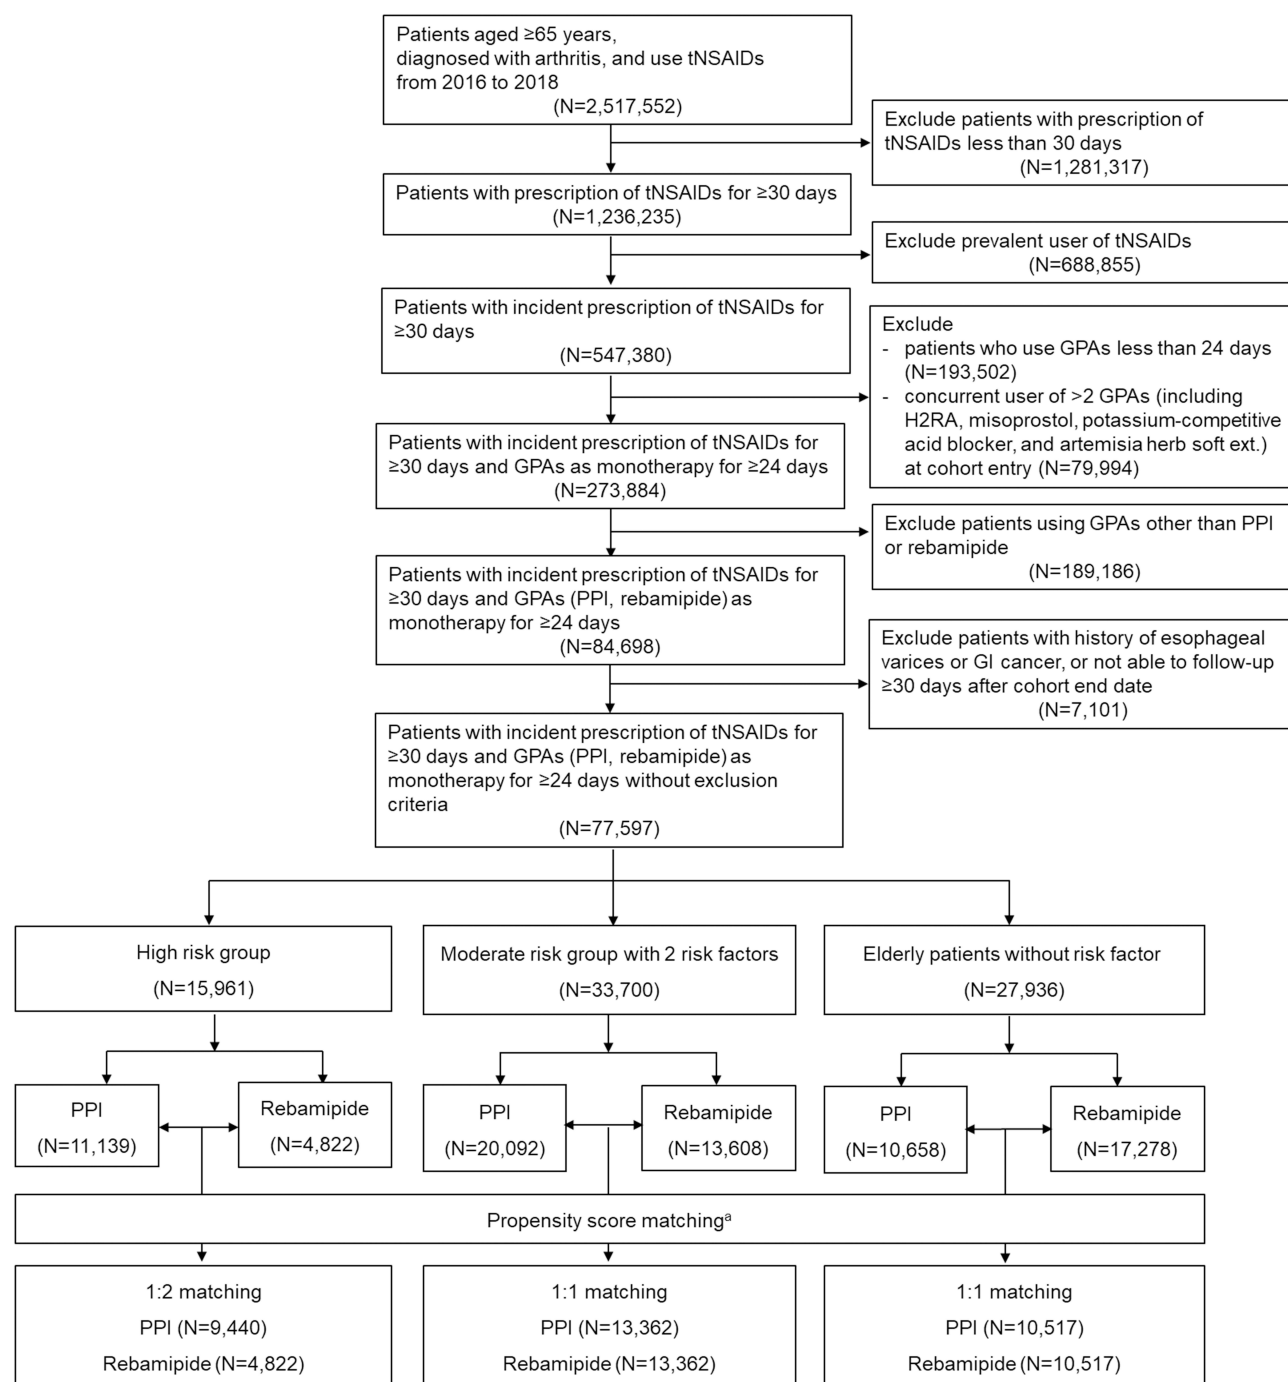 Patients aged ≥65 years,
diagnosed with arthritis, and use tNSAIDs
from 2016 to 2018
(N=2,517,552)
Exclude patients with prescription of
tNSAIDs less than 30 days
(N=1,281,317)
Patients with prescription of tNSAIDs for ≥30 days
(N=1,236,235)
Exclude prevalent user of tNSAIDs
(N=688,855)
Patients with incident prescription of tNSAIDs for
≥30 days
(N=547,380)
Exclude
- patients who use GPAs less than 24 days
(N=193,502)
- concurrent user of >2 GPAs (including
H2RA, misoprostol, potassium-competitive
acid blocker, and artemisia herb soft ext.)
at cohort entry (N=79,994)
Patients with incident prescription of tNSAIDs for
≥30 days and GPAs as monotherapy for ≥24 days
(N=273,884)
Exclude patients using GPAs other than PPI
or rebamipide
(N=189,186)
Patients with incident prescription of tNSAIDs for
≥30 days and GPAs (PPI, rebamipide) as
monotherapy for ≥24 days
(N=84,698)
Exclude patients with history of esophageal
varices or GI cancer, or not able to follow-up
≥30 days after cohort end date
(N=7,101)
Patients with incident prescription of tNSAIDs for
≥30 days and GPAs (PPI, rebamipide) as
monotherapy for ≥24 days without exclusion
criteria
(N=77,597)
High risk group
(N=15,961)
Moderate risk group with 2 risk factors
(N=33,700)
Elderly patients without risk factor
(N=27,936)
PPI
(N=11,139)
Rebamipide
(N=4,822)
PPI
(N=20,092)
Rebamipide
(N=13,608)
PPI
(N=10,658)
Rebamipide
(N=17,278)
Propensity score matchingᵃ
1:2 matching
PPI (N=9,440)
Rebamipide (N=4,822)
1:1 matching
PPI (N=13,362)
Rebamipide (N=13,362)
1:1 matching
PPI (N=10,517)
Rebamipide (N=10,517)